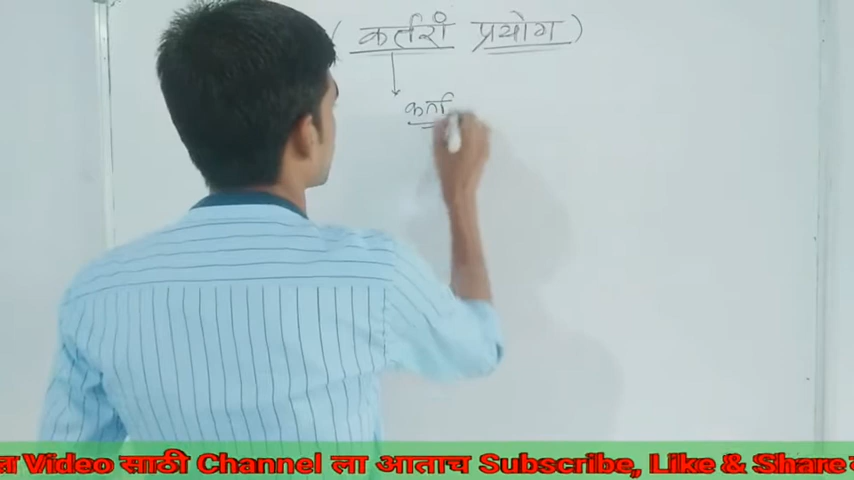 ( कर्तरी प्रयोग )
कर्ता
Video साठी Channel ला आताच Subscribe, Like & Share